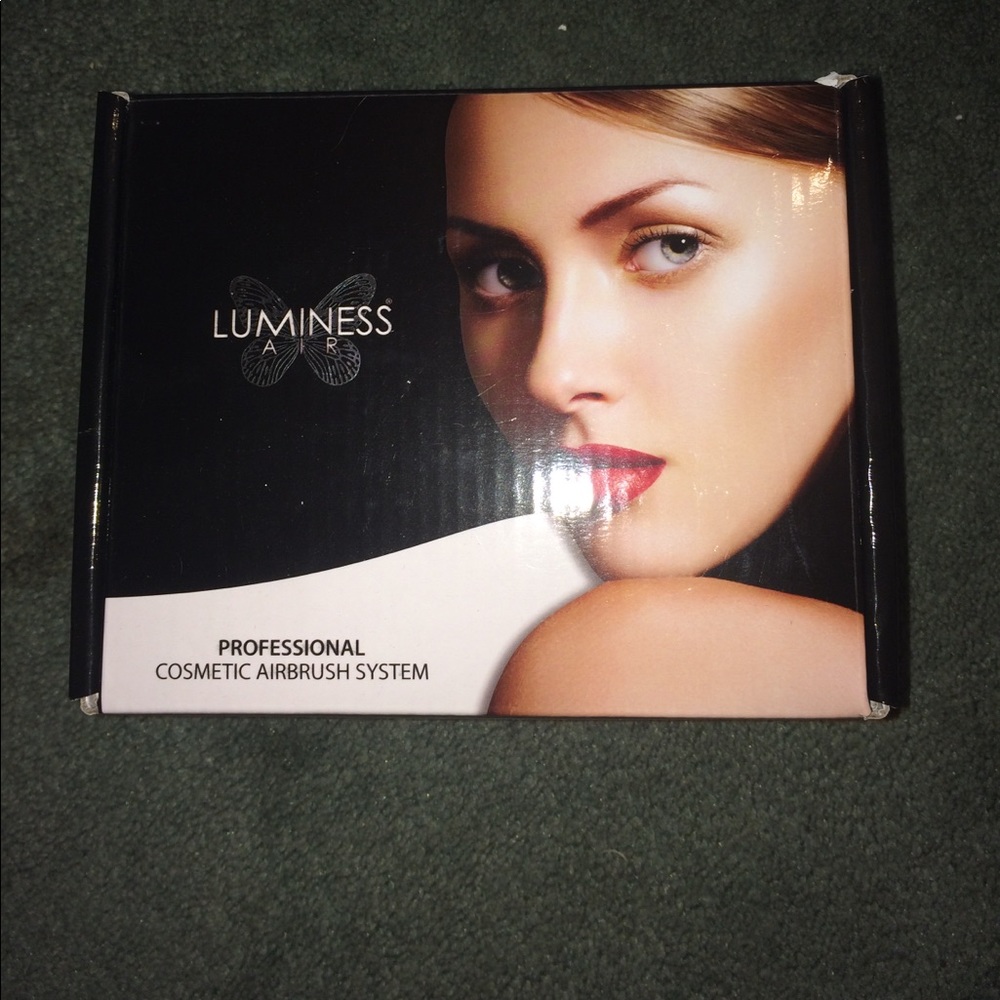 LUMINESS®
AIR
PROFESSIONAL
COSMETIC AIRBRUSH SYSTEM